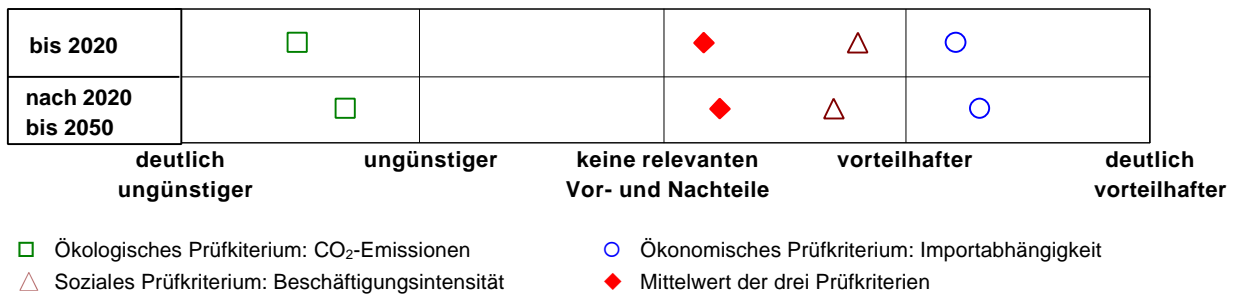 bis 2020
nach 2020
bis 2050
deutlich ungünstiger keine relevanten vorteilhafter deutlich
ungünstiger Vor- und Nachteile vorteilhafter
Ökologisches Prüfkiterium: CO₂-Emissionen Ökonomisches Prüfkriterium: Importabhängigkeit
Soziales Prüfkriterium: Beschäftigungsintensität Mittelwert der drei Prüfkriterien